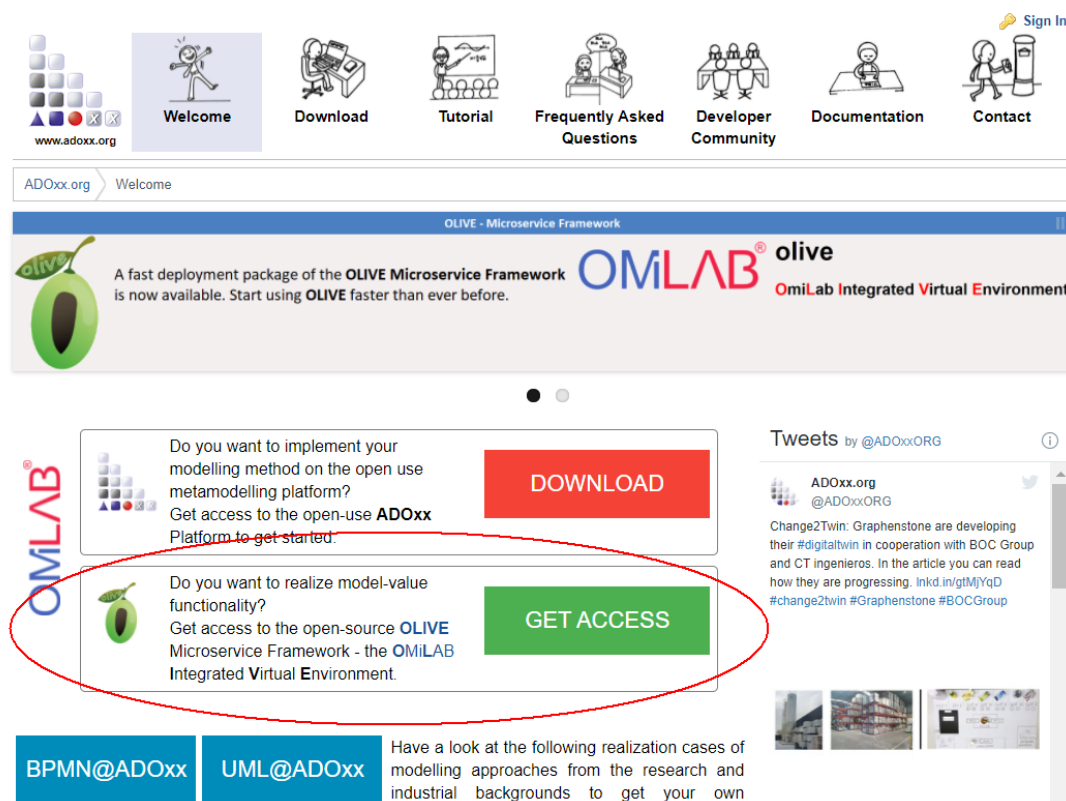 Sign In
www.adoxx.org
Welcome
Download
Tutorial
Frequently Asked
Questions
Developer
Community
Documentation
Contact
ADOxx.org
Welcome
OLIVE - Microservice Framework
olive
A fast deployment package of the OLIVE Microservice Framework
is now available. Start using OLIVE faster than ever before.
OMiLAB®
olive
OmiLab Integrated Virtual Environment
OMiLAB®
Do you want to implement your
modelling method on the open use
metamodelling platform?
Get access to the open-use ADOxx
Platform to get started.
DOWNLOAD
Do you want to realize model-value
functionality?
Get access to the open-source OLIVE
Microservice Framework - the OMiLAB
Integrated Virtual Environment.
GET ACCESS
Tweets by @ADOxxORG
ADOxx.org
@ADOxxORG
Change2Twin: Graphenstone are developing
their #digitaltwin in cooperation with BOC Group
and CT ingenieros. In the article you can read
how they are progressing. lnkd.in/gtMjYqD
#change2twin #Graphenstone #BOCGroup
BPMN@ADOxx
UML@ADOxx
Have a look at the following realization cases of
modelling approaches from the research and
industrial backgrounds to get your own